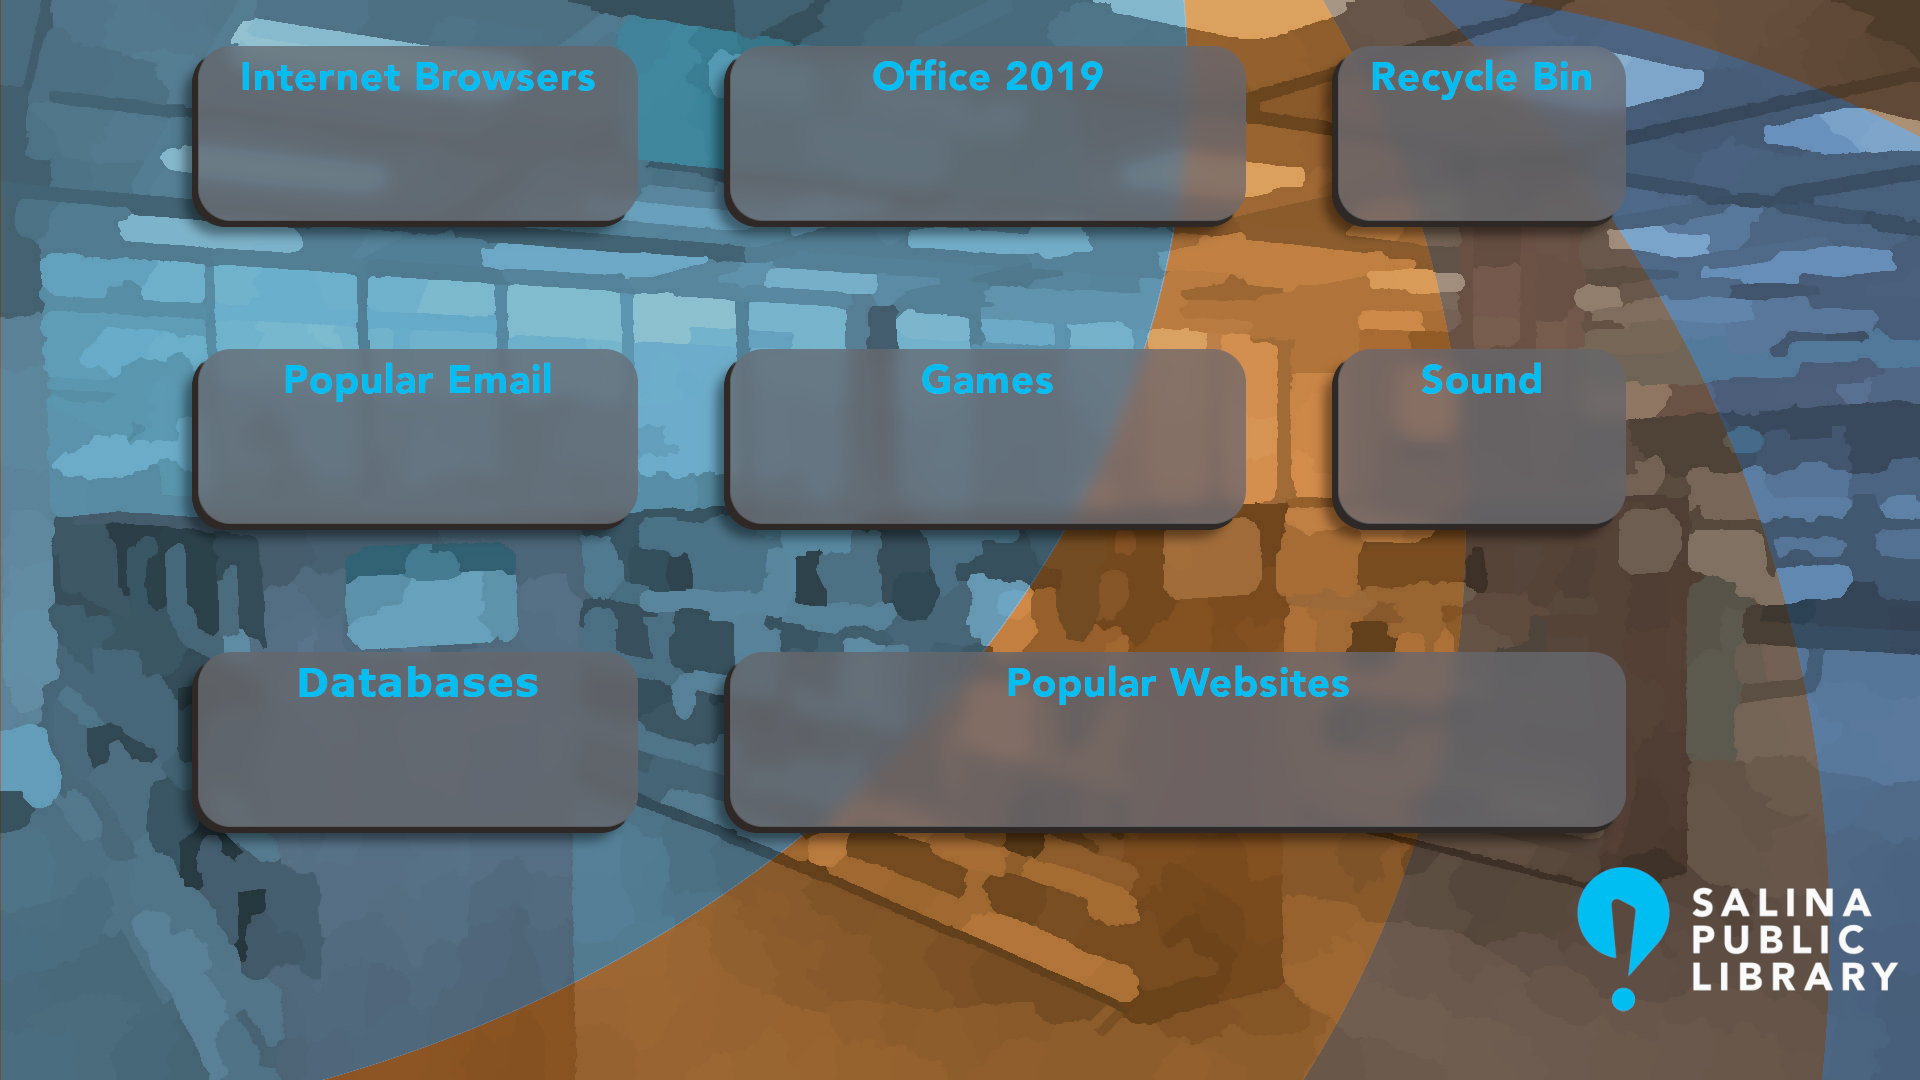 Internet Browsers
Office 2019
Recycle Bin
Popular Email
Games
Sound
Databases
Popular Websites
SALINA
PUBLIC
LIBRARY